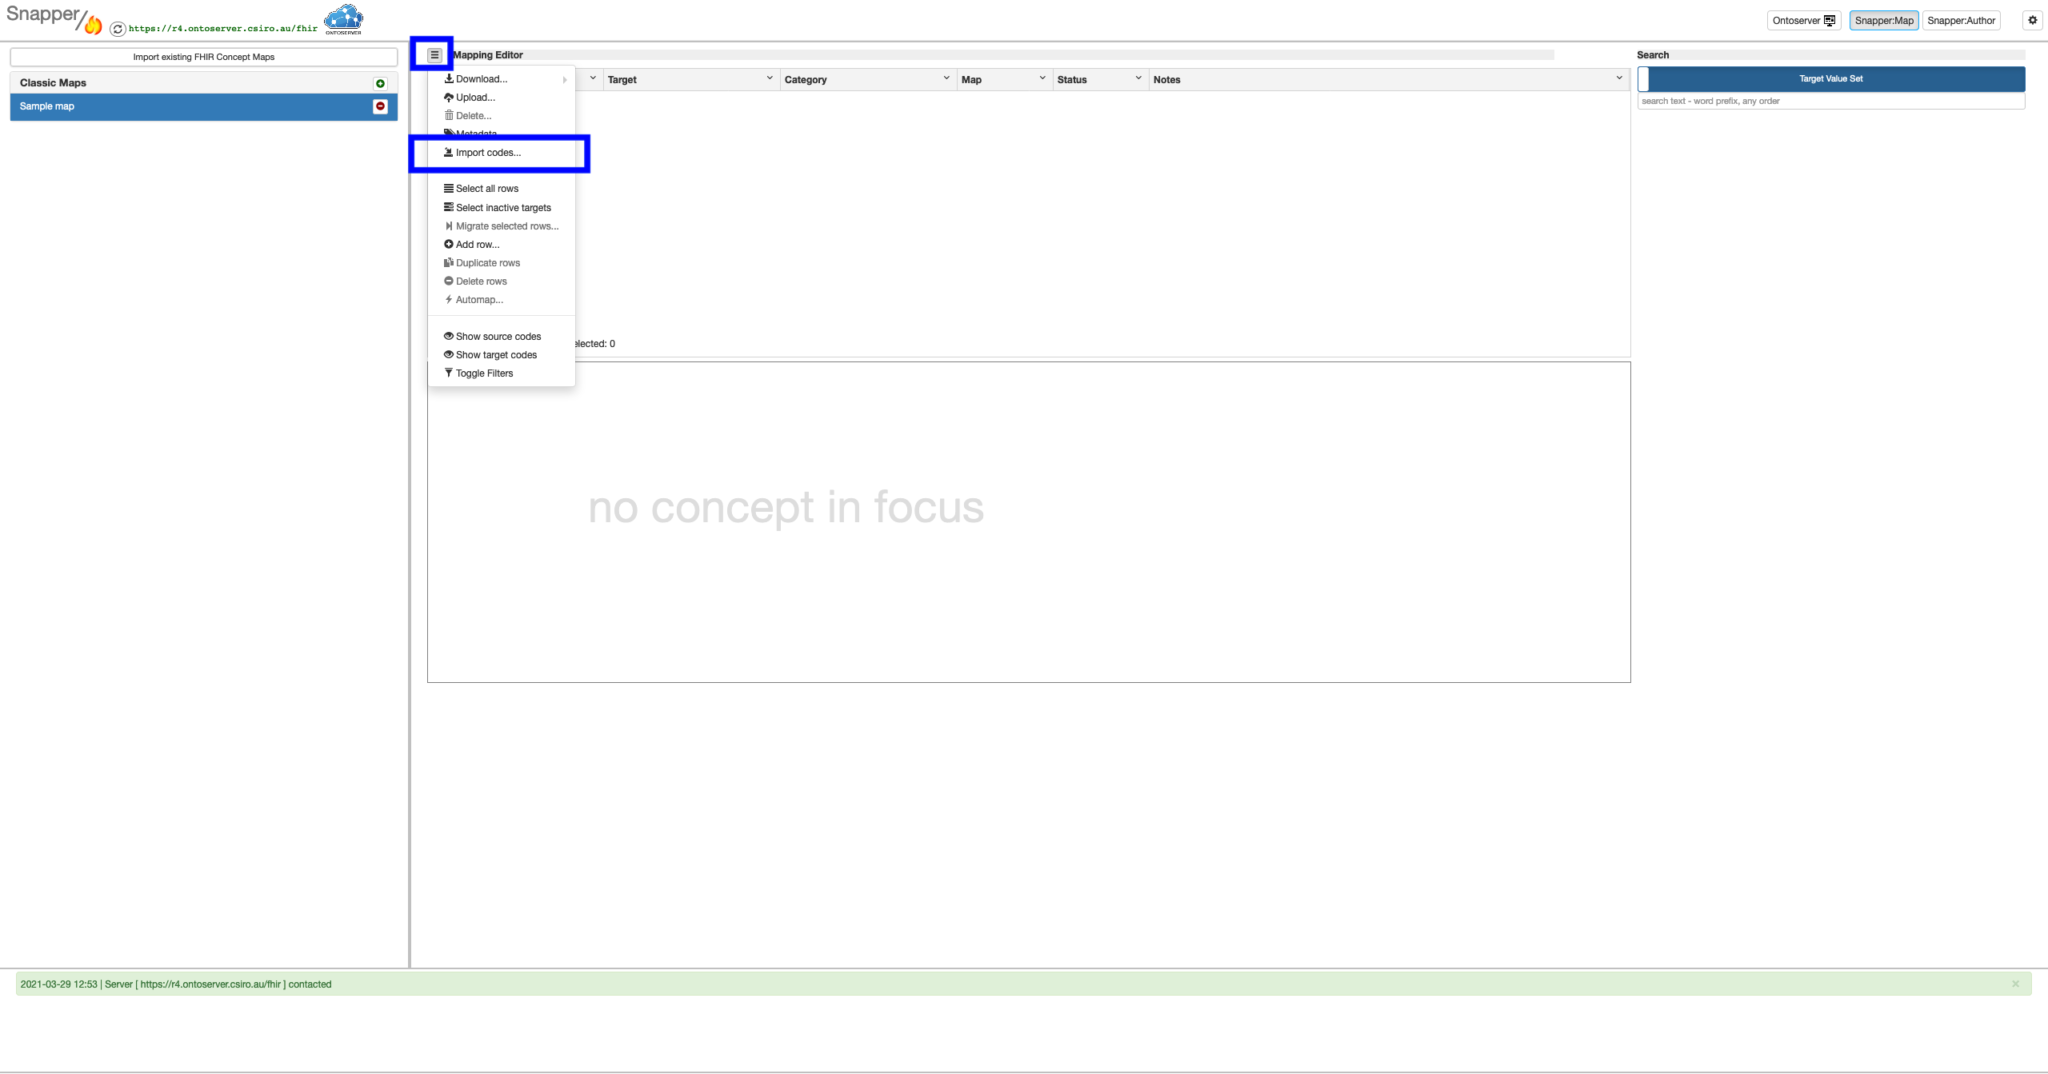 Snapper
https://r4.ontoserver.csiro.au/fhir
ONTOSERVER
Ontoserver
Snapper:Map
Snapper:Author
Import existing FHIR Concept Maps
Classic Maps
Sample map
Mapping Editor
Target
Category
Map
Status
Notes
Download...
Upload...
Delete...
Metadata
Import codes...
Select all rows
Select inactive targets
Migrate selected rows...
Add row...
Duplicate rows
Delete rows
Automap...
Show source codes
Show target codes
Toggle Filters
elected: 0
no concept in focus
Search
Target Value Set
search text - word prefix, any order
2021-03-29 12:53 | Server [ https://r4.ontoserver.csiro.au/fhir ] contacted